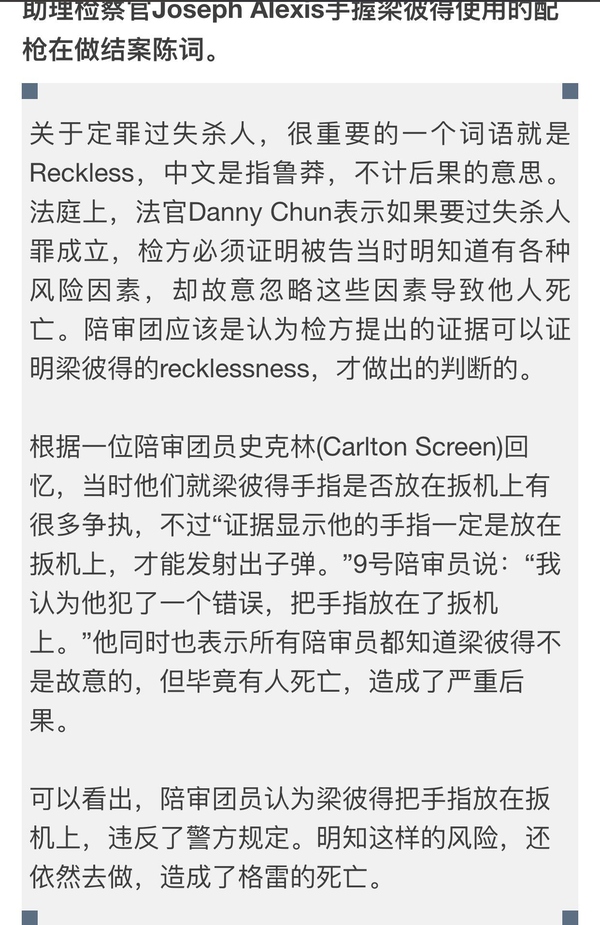 助理检察官Joseph Alexis手握梁彼得使用的配
枪在做结案陈词。
关于定罪过失杀人，很重要的一个词语就是
Reckless，中文是指鲁莽，不计后果的意思。
法庭上，法官Danny Chun表示如果要过失杀人
罪成立，检方必须证明被告当时明知道有各种
风险因素，却故意忽略这些因素导致他人死
亡。陪审团应该是认为检方提出的证据可以证
明梁彼得的recklessness，才做出的判断的。
根据一位陪审团员史克林(Carlton Screen)回
忆，当时他们就梁彼得手指是否放在扳机上有
很多争执，不过“证据显示他的手指一定是放在
扳机上，才能发射出子弹。”9号陪审员说：“我
认为他犯了一个错误，把手指放在了扳机
上。”他同时也表示所有陪审员都知道梁彼得不
是故意的，但毕竟有人死亡，造成了严重后
果。
可以看出，陪审团员认为梁彼得把手指放在扳
机上，违反了警方规定。明知这样的风险，还
依然去做，造成了格雷的死亡。